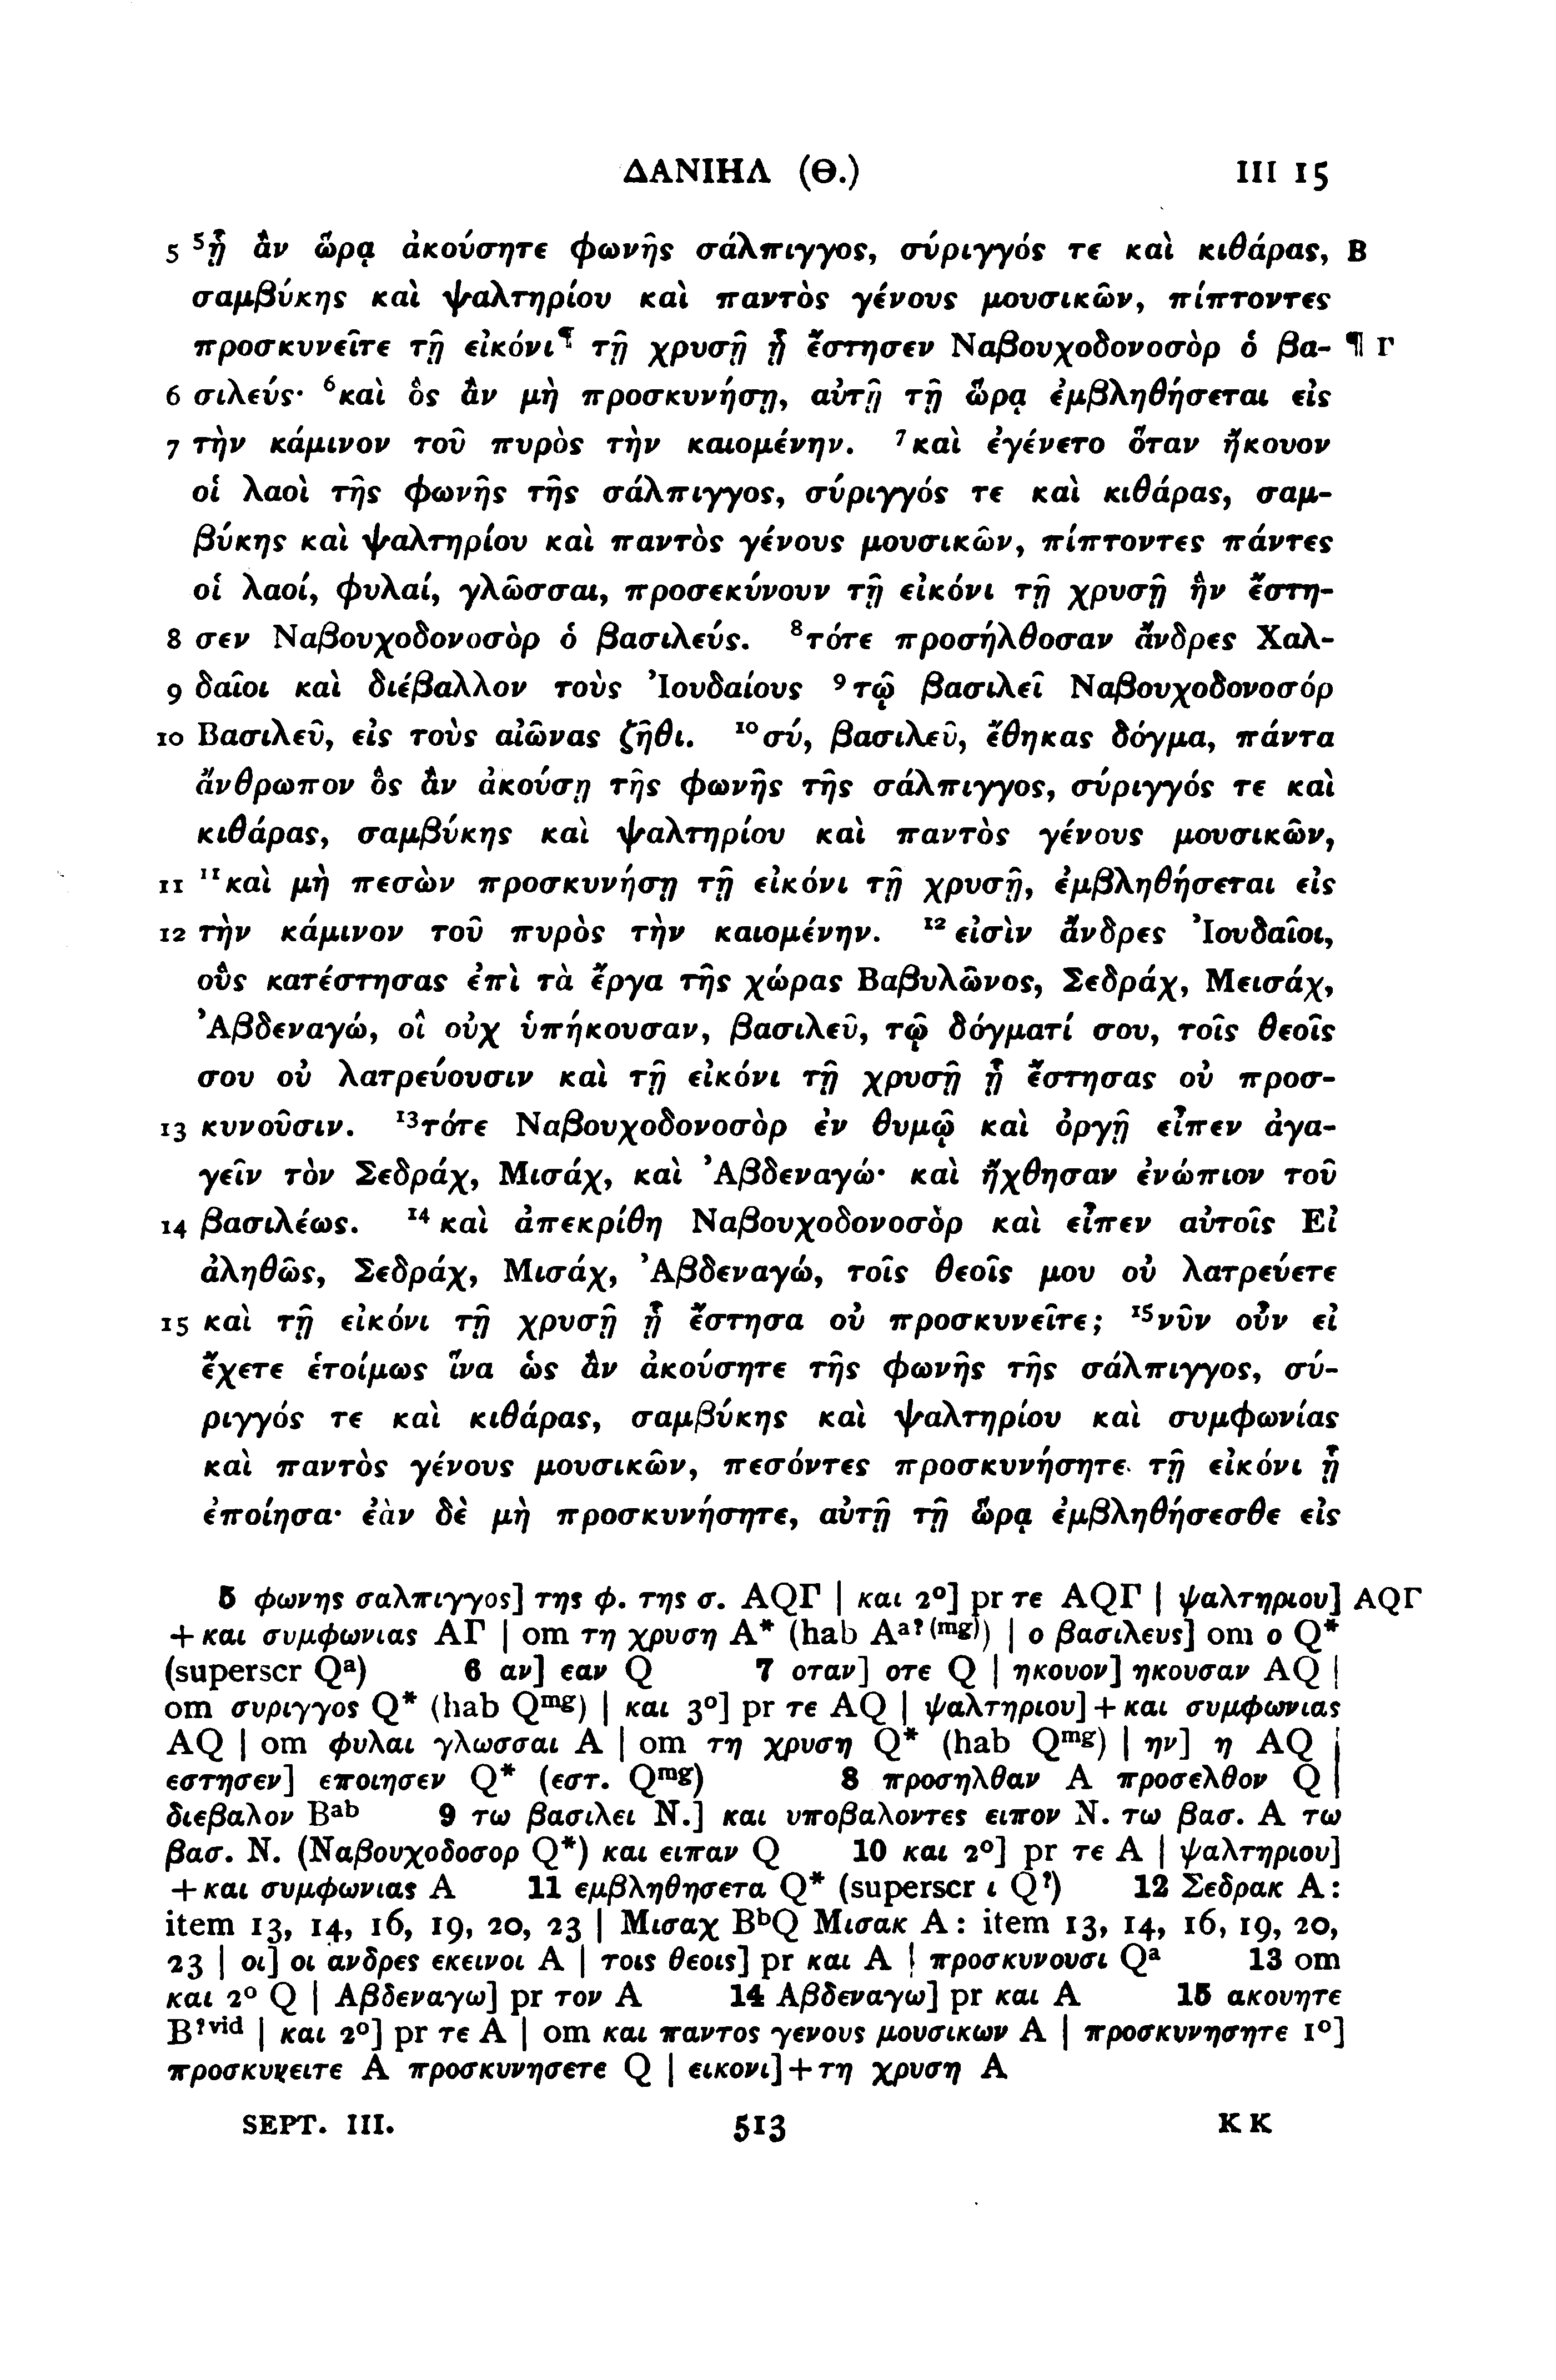 ΔΑΝΙΗΛ (Θ.) III 15
5 ⁵ᾗ ἂν ὥρᾳ ἀκούσητε φωνῆς σάλπιγγος, σύριγγός τε καὶ κιθάρας, B
σαμβύκης καὶ ψαλτηρίου καὶ παντὸς γένους μουσικῶν, πίπτοντες
προσκυνεῖτε τῇ εἰκόνι¶ τῇ χρυσῇ ᾗ ἔστησεν Ναβουχοδονοσὸρ ὁ βα- ¶ Γ
6 σιλεύς· ⁶καὶ ὃς ἂν μὴ προσκυνήσῃ, αὐτῇ τῇ ὥρᾳ ἐμβληθήσεται εἰς
7 τὴν κάμινον τοῦ πυρὸς τὴν καιομένην. ⁷καὶ ἐγένετο ὅταν ἤκουον
οἱ λαοὶ τῆς φωνῆς τῆς σάλπιγγος, σύριγγός τε καὶ κιθάρας, σαμ-
βύκης καὶ ψαλτηρίου καὶ παντὸς γένους μουσικῶν, πίπτοντες πάντες
οἱ λαοί, φυλαί, γλῶσσαι, προσεκύνουν τῇ εἰκόνι τῇ χρυσῇ ἣν ἔστη-
8 σεν Ναβουχοδονοσὸρ ὁ βασιλεύς. ⁸τότε προσήλθοσαν ἄνδρες Χαλ-
9 δαῖοι καὶ διέβαλλον τοὺς Ἰουδαίους ⁹τῷ βασιλεῖ Ναβουχοδονοσόρ
10 Βασιλεῦ, εἰς τοὺς αἰῶνας ζῆθι. ¹⁰σύ, βασιλεῦ, ἔθηκας δόγμα, πάντα
ἄνθρωπον ὃς ἂν ἀκούσῃ τῆς φωνῆς τῆς σάλπιγγος, σύριγγός τε καὶ
κιθάρας, σαμβύκης καὶ ψαλτηρίου καὶ παντὸς γένους μουσικῶν,
11 ¹¹καὶ μὴ πεσὼν προσκυνήσῃ τῇ εἰκόνι τῇ χρυσῇ, ἐμβληθήσεται εἰς
12 τὴν κάμινον τοῦ πυρὸς τὴν καιομένην. ¹²εἰσὶν ἄνδρες Ἰουδαῖοι,
οὓς κατέστησας ἐπὶ τὰ ἔργα τῆς χώρας Βαβυλῶνος, Σεδράχ, Μεισάχ,
Ἀβδεναγώ, οἳ οὐχ ὑπήκουσαν, βασιλεῦ, τῷ δόγματί σου, τοῖς θεοῖς
σου οὐ λατρεύουσιν καὶ τῇ εἰκόνι τῇ χρυσῇ ᾗ ἔστησας οὐ προσ-
13 κυνοῦσιν. ¹³τότε Ναβουχοδονοσὸρ ἐν θυμῷ καὶ ὀργῇ εἶπεν ἀγα-
γεῖν τὸν Σεδράχ, Μισάχ, καὶ Ἀβδεναγώ· καὶ ἤχθησαν ἐνώπιον τοῦ
14 βασιλέως. ¹⁴καὶ ἀπεκρίθη Ναβουχοδονοσὸρ καὶ εἶπεν αὐτοῖς Εἰ
ἀληθῶς, Σεδράχ, Μισάχ, Ἀβδεναγώ, τοῖς θεοῖς μου οὐ λατρεύετε
15 καὶ τῇ εἰκόνι τῇ χρυσῇ ᾗ ἔστησα οὐ προσκυνεῖτε; ¹⁵νῦν οὖν εἰ
ἔχετε ἑτοίμως ἵνα ὡς ἂν ἀκούσητε τῆς φωνῆς τῆς σάλπιγγος, σύ-
ριγγός τε καὶ κιθάρας, σαμβύκης καὶ ψαλτηρίου καὶ συμφωνίας
καὶ παντὸς γένους μουσικῶν, πεσόντες προσκυνήσητε τῇ εἰκόνι ᾗ
ἐποίησα· ἐὰν δὲ μὴ προσκυνήσητε, αὐτῇ τῇ ὥρᾳ ἐμβληθήσεσθε εἰς
5 φωνης σαλπιγγος] της φ. της σ. AQΓ | και 2º] pr τε AQΓ | ψαλτηριου] AQΓ
+και συμφωνιας AΓ | om τη χρυση A* (hab Aᵃ?⁽ᵐᵍ⁾) | ο βασιλευς] om ο Q*
(superscr Qᵃ) 6 αν] εαν Q 7 οταν] οτε Q | ηκουον] ηκουσαν AQ |
om συριγγος Q* (hab Qᵐᵍ) | και 3º] pr τε AQ | ψαλτηριου]+και συμφωνιας
AQ | om φυλαι γλωσσαι A | om τη χρυση Q* (hab Qᵐᵍ) | ην] η AQ |
εστησεν] εποιησεν Q* (εστ. Qᵐᵍ) 8 προσηλθαν A προσελθον Q |
διεβαλον Bᵃᵇ 9 τω βασιλει N.] και υποβαλοντες ειπον N. τω βασ. A τω
βασ. N. (Ναβουχοδοσορ Q*) και ειπαν Q 10 και 2º] pr τε A | ψαλτηριου]
+και συμφωνιας A 11 εμβληθησετα Q* (superscr ι Q?) 12 Σεδρακ A:
item 13, 14, 16, 19, 20, 23 | Μισαχ BᵇQ Μισακ A: item 13, 14, 16, 19, 20,
23 | οι] οι ανδρες εκεινοι A | τοις θεοις] pr και A | προσκυνουσι Qᵃ 13 om
και 2º Q | Αβδεναγω] pr τον A 14 Αβδεναγω] pr και A 15 ακουητε
B?ᵛⁱᵈ | και 2º] pr τε A | om και παντος γενους μουσικων A | προσκυνησητε 1º]
προσκυν̣ειτε A προσκυνησετε Q | εικονι]+τη χρυση A
SEPT. III. 513 KK